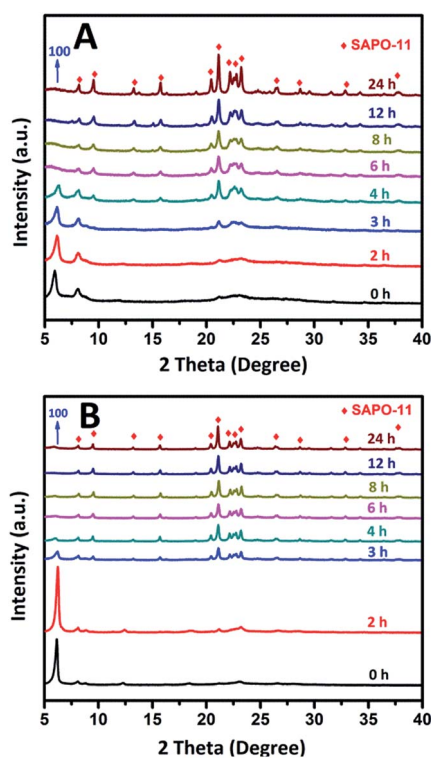 A
100
♦ SAPO-11
24 h
12 h
8 h
6 h
4 h
3 h
2 h
0 h
Intensity (a.u.)
5 10 15 20 25 30 35 40
2 Theta (Degree)
B
100
♦ SAPO-11
24 h
12 h
8 h
6 h
4 h
3 h
2 h
0 h
Intensity (a.u.)
5 10 15 20 25 30 35 40
2 Theta (Degree)